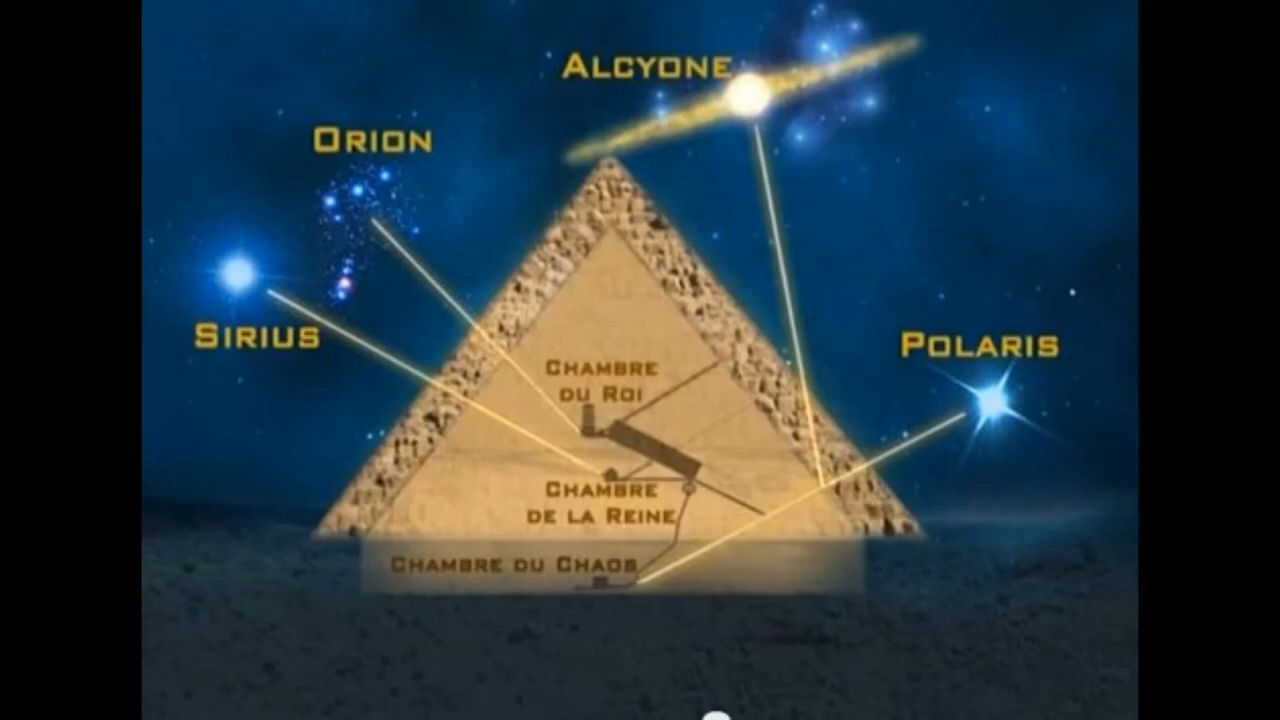 ALCYONE
ORION
SIRIUS
POLARIS
CHAMBRE
DU ROI
CHAMBRE
DE LA REINE
CHAMBRE DU CHAOS